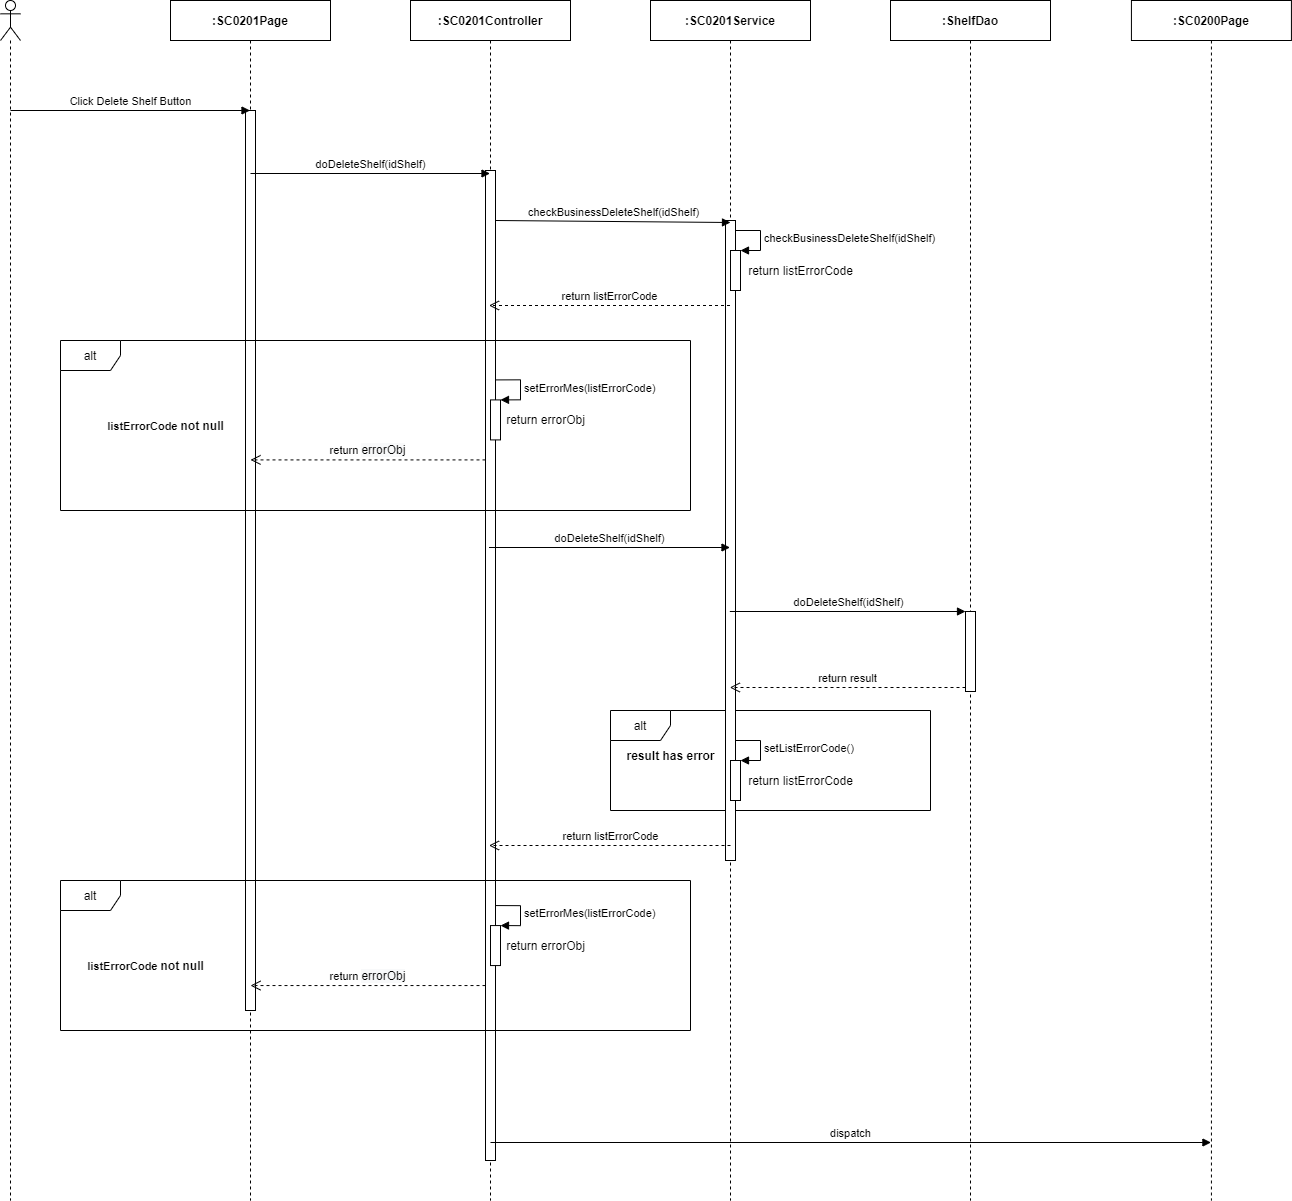 :SC0201Page
:SC0201Controller
:SC0201Service
:ShelfDao
:SC0200Page
Click Delete Shelf Button
doDeleteShelf(idShelf)
checkBusinessDeleteShelf(idShelf)
checkBusinessDeleteShelf(idShelf)
return listErrorCode
return listErrorCode
alt
setErrorMes(listErrorCode)
return errorObj
listErrorCode not null
return errorObj
doDeleteShelf(idShelf)
doDeleteShelf(idShelf)
return result
alt
result has error
setListErrorCode()
return listErrorCode
return listErrorCode
alt
setErrorMes(listErrorCode)
return errorObj
listErrorCode not null
return errorObj
dispatch